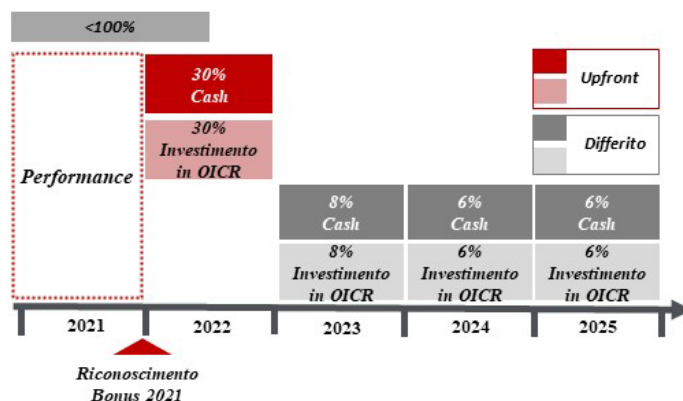 <100%
Performance
30%
Cash
30%
Investimento
in OICR
Upfront
Differito
8%
Cash
8%
Investimento
in OICR
6%
Cash
6%
Investimento
in OICR
6%
Cash
6%
Investimento
in OICR
2021
2022
2023
2024
2025
Riconoscimento
Bonus 2021